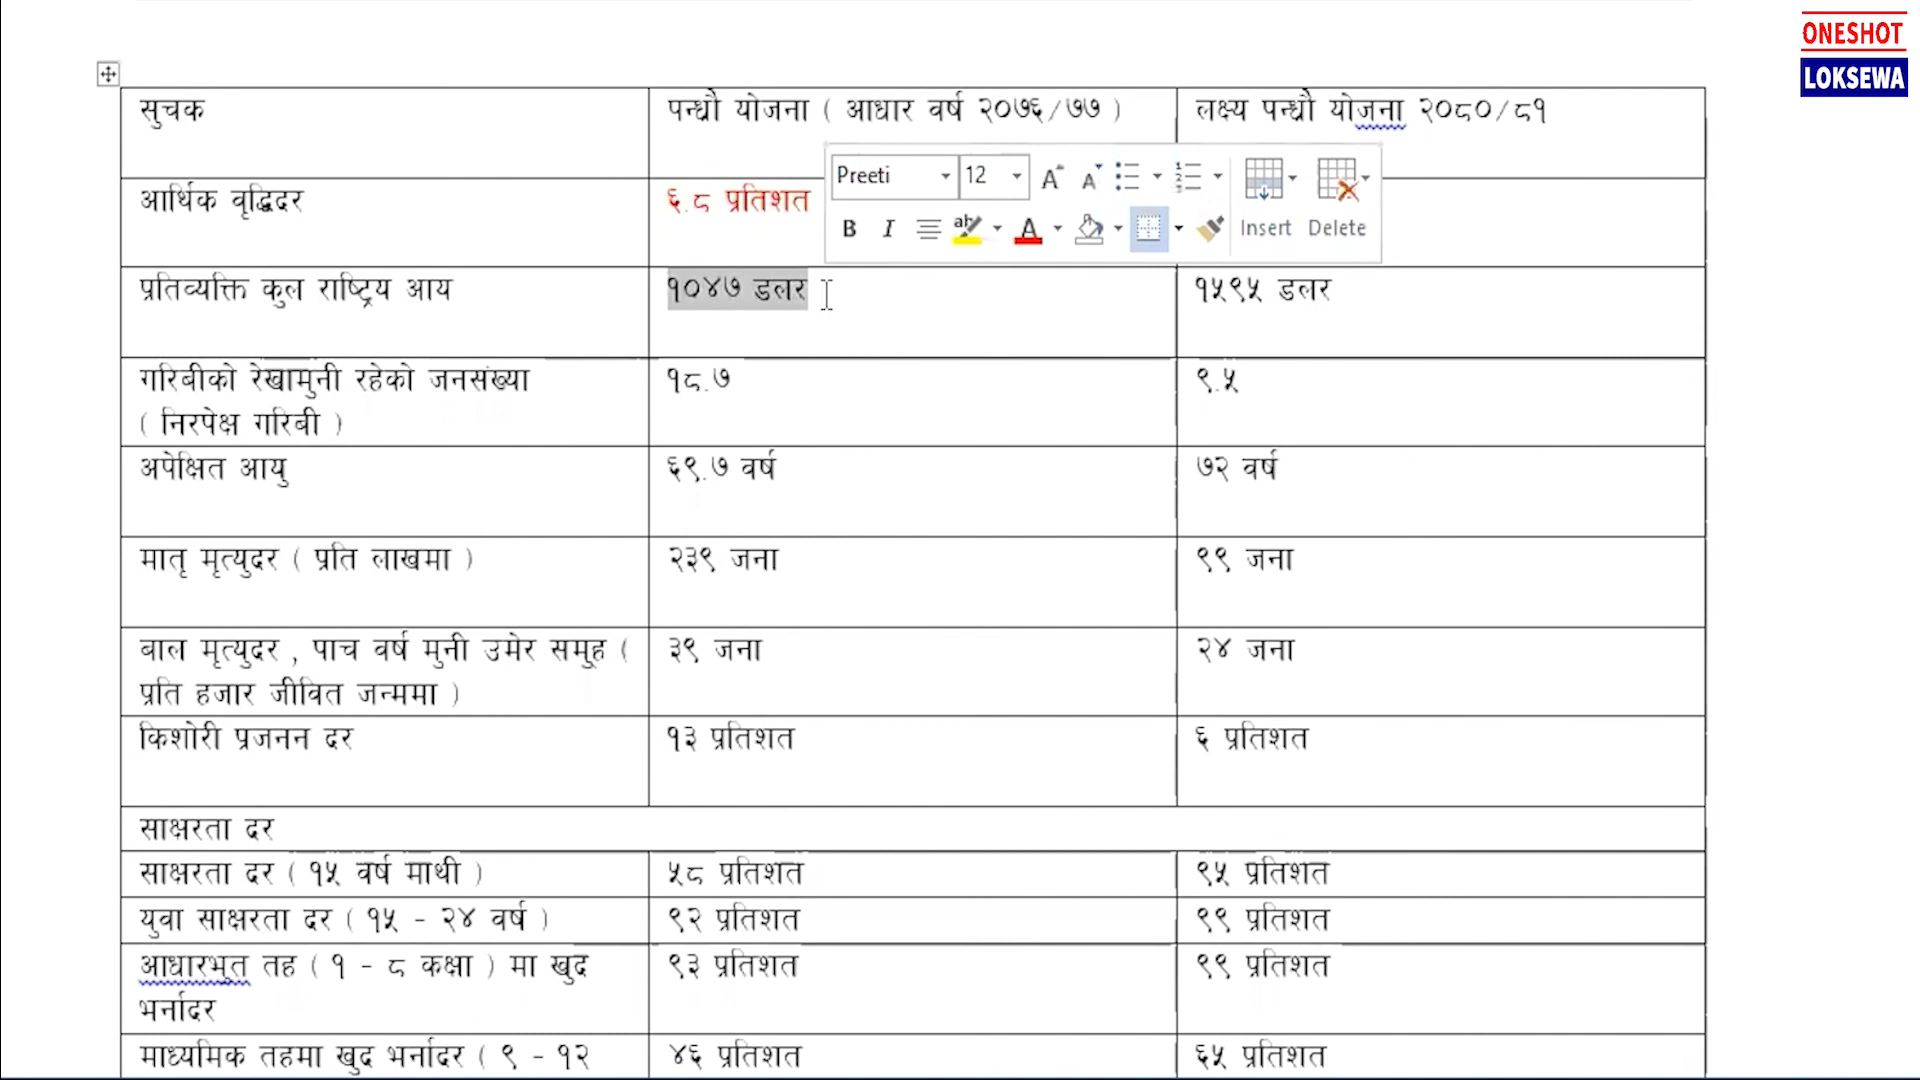 ONESHOT
LOKSEWA
सुचक
पन्ध्रौ योजना ( आधार वर्ष २०७६/७७ )
लक्ष्य पन्ध्रौ योजना २०८०/८१
Preeti
12
आर्थिक वृद्धिदर
६.८ प्रतिशत
B I
Insert Delete
प्रतिव्यक्ति कुल राष्ट्रिय आय
१०४७ डलर
१५९५ डलर
गरिबीको रेखामुनी रहेको जनसंख्या
( निरपेक्ष गरिबी )
१८.७
९.५
अपेक्षित आयु
६९.७ वर्ष
७२ वर्ष
मातृ मृत्युदर ( प्रति लाखमा )
२३९ जना
९९ जना
बाल मृत्युदर , पाच वर्ष मुनी उमेर समुह (
प्रति हजार जीवित जन्ममा )
३९ जना
२४ जना
किशोरी प्रजनन दर
१३ प्रतिशत
६ प्रतिशत
साक्षरता दर
साक्षरता दर ( १५ वर्ष माथी )
५८ प्रतिशत
९५ प्रतिशत
युवा साक्षरता दर ( १५ - २४ वर्ष )
९२ प्रतिशत
९९ प्रतिशत
आधारभुत तह ( १ - ८ कक्षा ) मा खुद
भर्नादर
९३ प्रतिशत
९९ प्रतिशत
माध्यमिक तहमा खुद भर्नादर ( ९ - १२
४६ प्रतिशत
६५ प्रतिशत